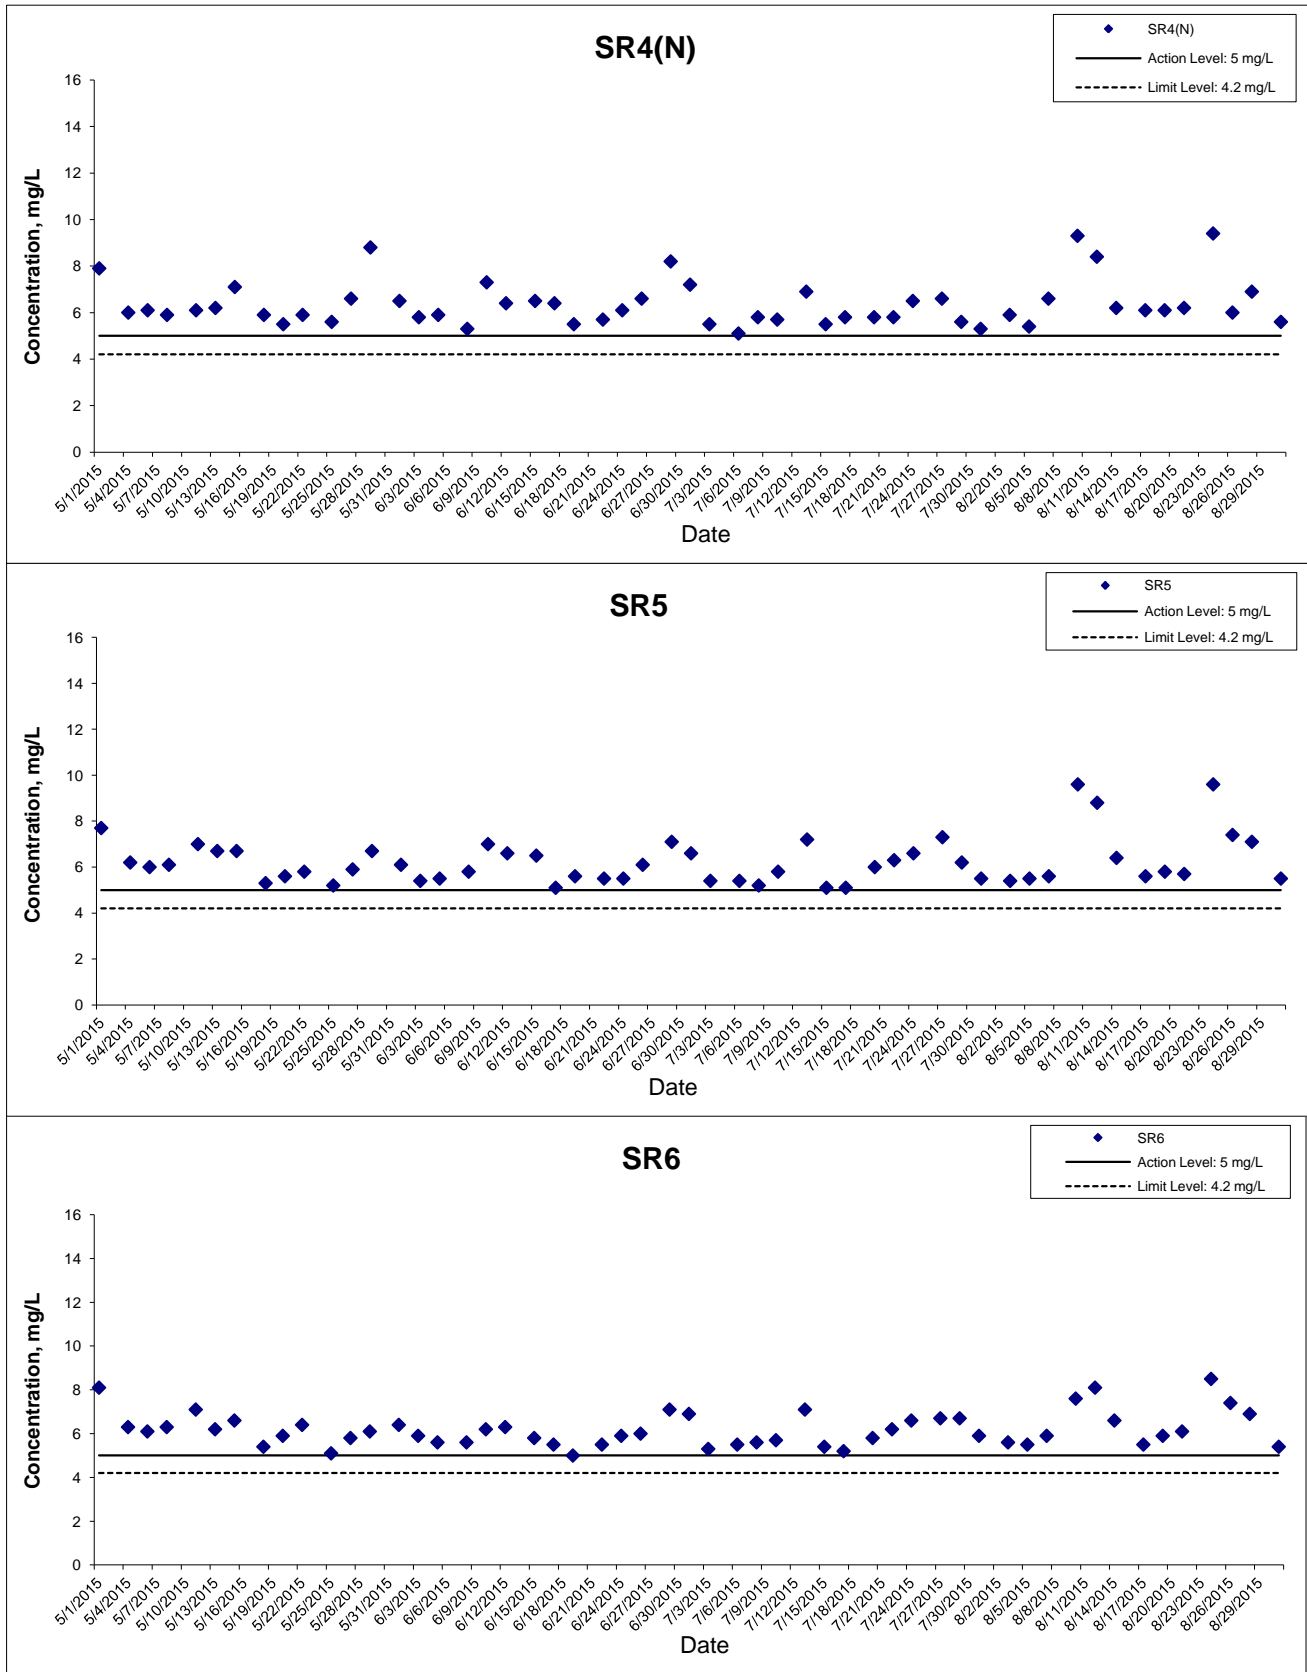 SR4(N)
SR4(N)
Action Level: 5 mg/L
Limit Level: 4.2 mg/L
Concentration, mg/L
16
14
12
10
8
6
4
2
0
5/1/2015 5/4/2015 5/7/2015 5/10/2015 5/13/2015 5/16/2015 5/19/2015 5/22/2015 5/25/2015 5/28/2015 5/31/2015 6/3/2015 6/6/2015 6/9/2015 6/12/2015 6/15/2015 6/18/2015 6/21/2015 6/24/2015 6/27/2015 6/30/2015 7/3/2015 7/6/2015 7/9/2015 7/12/2015 7/15/2015 7/18/2015 7/21/2015 7/24/2015 7/27/2015 7/30/2015 8/2/2015 8/5/2015 8/8/2015 8/11/2015 8/14/2015 8/17/2015 8/20/2015 8/23/2015 8/26/2015 8/29/2015
Date
SR5
SR5
Action Level: 5 mg/L
Limit Level: 4.2 mg/L
Concentration, mg/L
16
14
12
10
8
6
4
2
0
5/1/2015 5/4/2015 5/7/2015 5/10/2015 5/13/2015 5/16/2015 5/19/2015 5/22/2015 5/25/2015 5/28/2015 5/31/2015 6/3/2015 6/6/2015 6/9/2015 6/12/2015 6/15/2015 6/18/2015 6/21/2015 6/24/2015 6/27/2015 6/30/2015 7/3/2015 7/6/2015 7/9/2015 7/12/2015 7/15/2015 7/18/2015 7/21/2015 7/24/2015 7/27/2015 7/30/2015 8/2/2015 8/5/2015 8/8/2015 8/11/2015 8/14/2015 8/17/2015 8/20/2015 8/23/2015 8/26/2015 8/29/2015
Date
SR6
SR6
Action Level: 5 mg/L
Limit Level: 4.2 mg/L
Concentration, mg/L
16
14
12
10
8
6
4
2
0
5/1/2015 5/4/2015 5/7/2015 5/10/2015 5/13/2015 5/16/2015 5/19/2015 5/22/2015 5/25/2015 5/28/2015 5/31/2015 6/3/2015 6/6/2015 6/9/2015 6/12/2015 6/15/2015 6/18/2015 6/21/2015 6/24/2015 6/27/2015 6/30/2015 7/3/2015 7/6/2015 7/9/2015 7/12/2015 7/15/2015 7/18/2015 7/21/2015 7/24/2015 7/27/2015 7/30/2015 8/2/2015 8/5/2015 8/8/2015 8/11/2015 8/14/2015 8/17/2015 8/20/2015 8/23/2015 8/26/2015 8/29/2015
Date